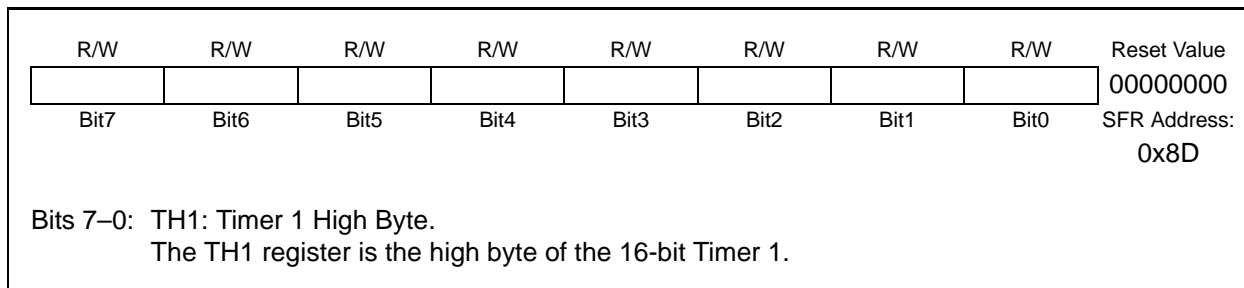 R/W R/W R/W R/W R/W R/W R/W R/W Reset Value
00000000
Bit7 Bit6 Bit5 Bit4 Bit3 Bit2 Bit1 Bit0 SFR Address:
0x8D
Bits 7–0: TH1: Timer 1 High Byte.
The TH1 register is the high byte of the 16-bit Timer 1.